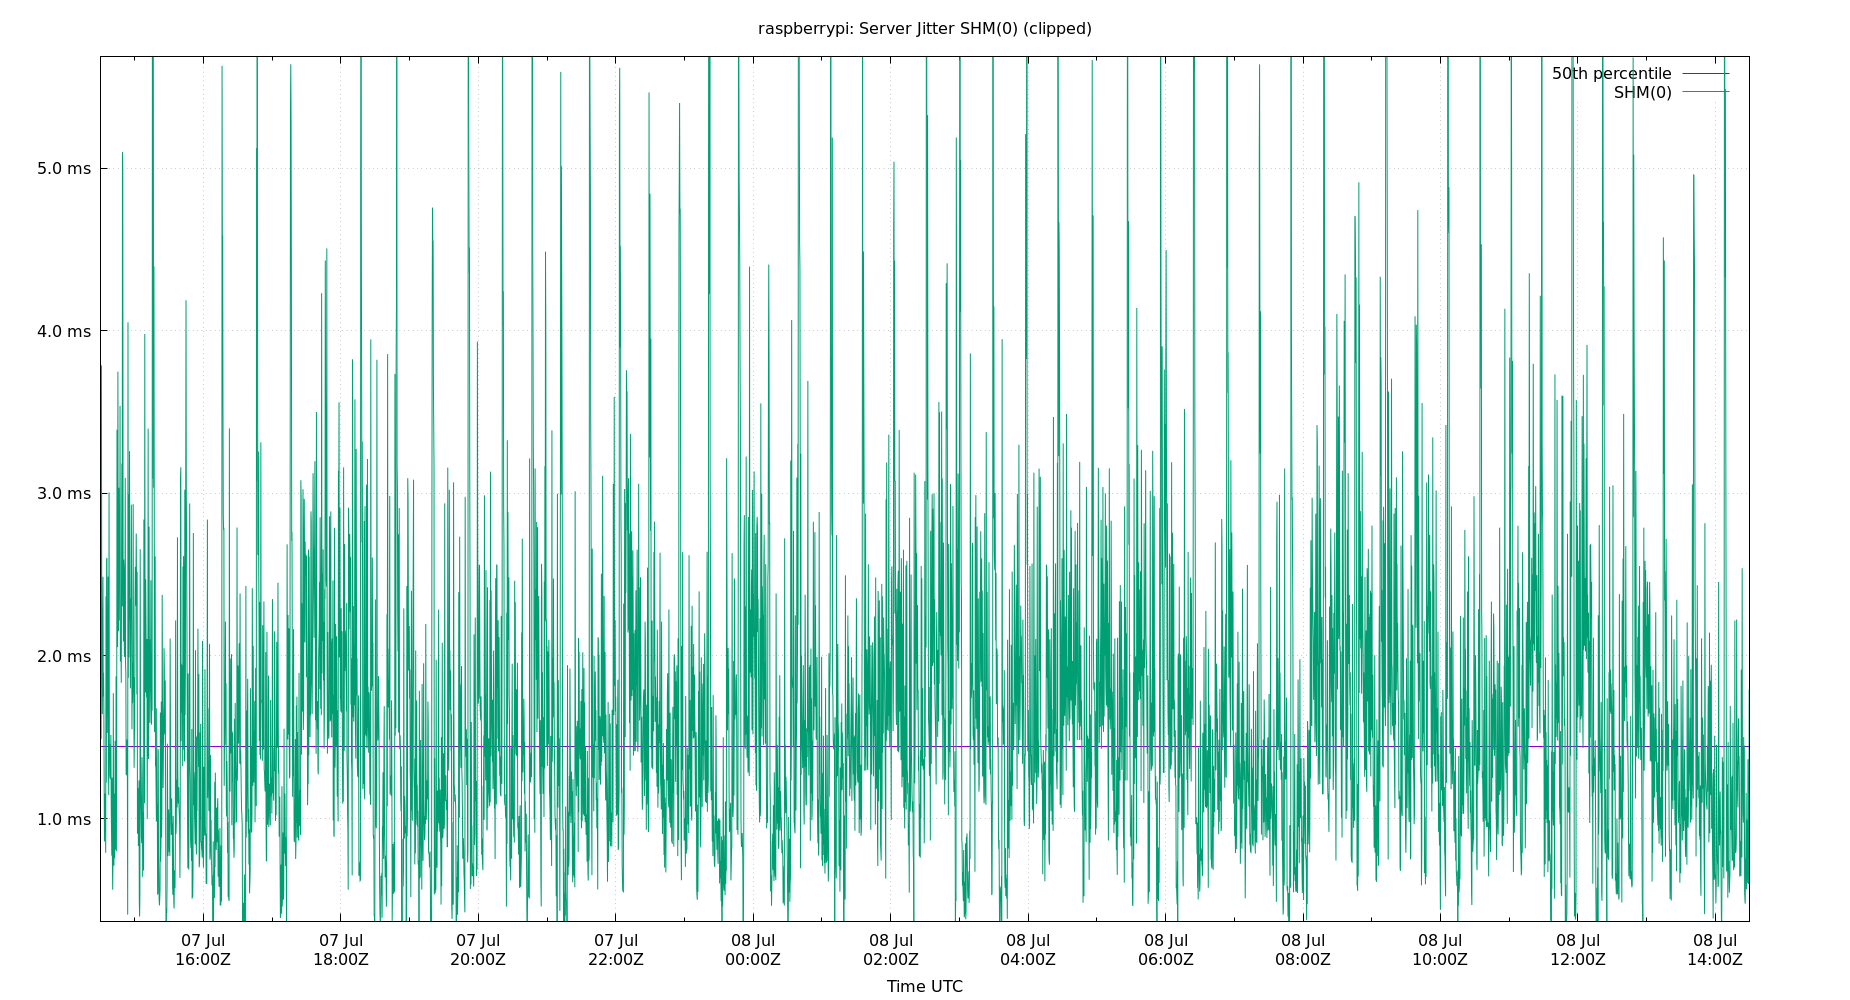 raspberrypi: Server Jitter SHM(0) (clipped)
50th percentile
SHM(0)
5.0 ms
4.0 ms
3.0 ms
2.0 ms
1.0 ms
07 Jul 07 Jul 07 Jul 07 Jul 08 Jul 08 Jul 08 Jul 08 Jul 08 Jul 08 Jul 08 Jul 08 Jul
16:00Z 18:00Z 20:00Z 22:00Z 00:00Z 02:00Z 04:00Z 06:00Z 08:00Z 10:00Z 12:00Z 14:00Z
Time UTC